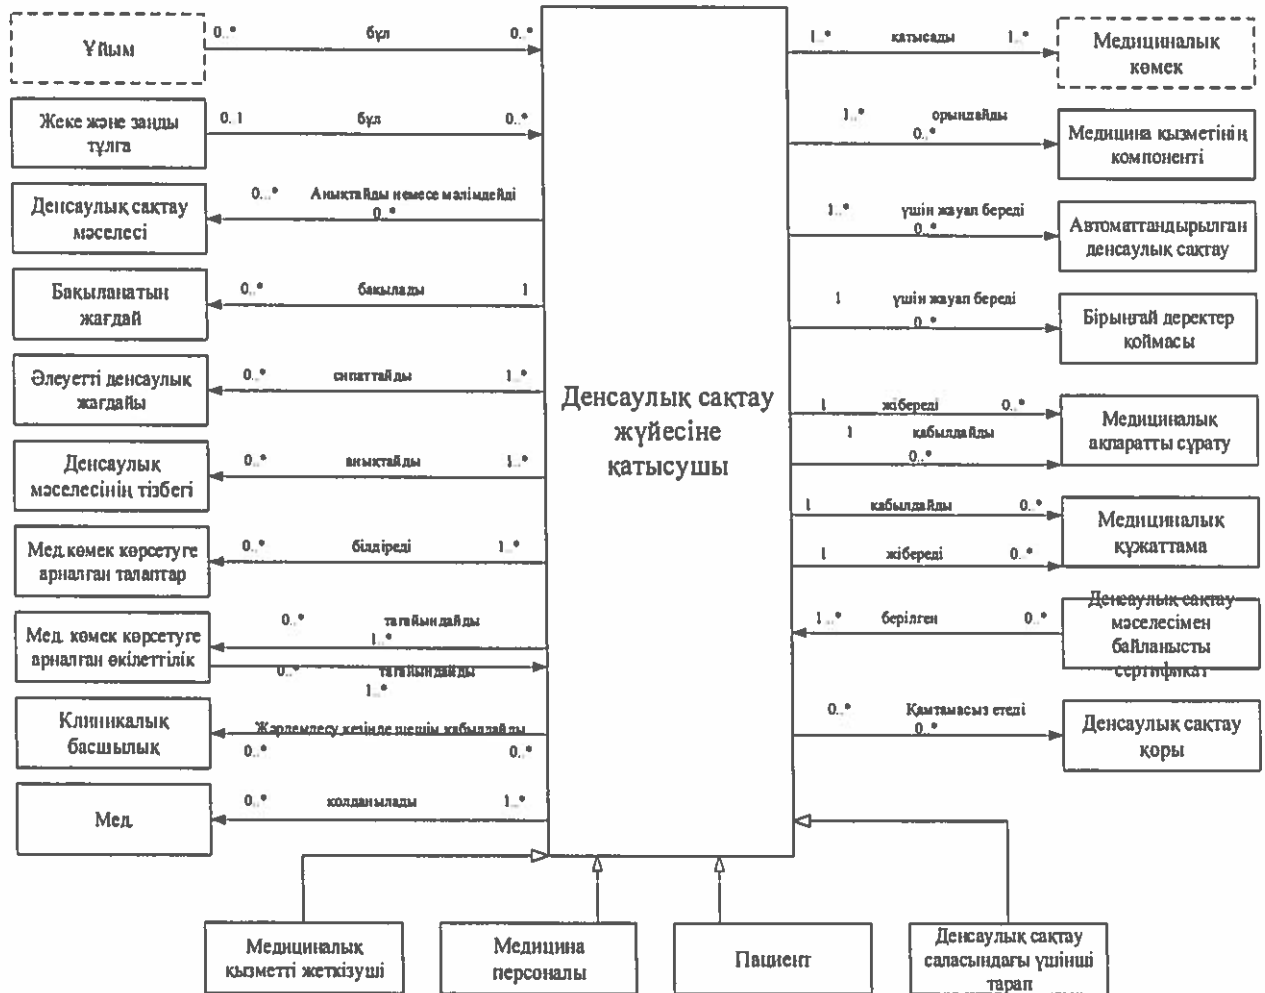 Ұйым
0..*
бұл
0..*
Жеке және заңды
тұлға
0..1
бұл
0..*
Денсаулық сақтау
мәселесі
0..*
Анықтайды немесе мәлімдейді
0..*
Бақыланатын
жағдай
0..*
бақылады
1
Әлеуетті денсаулық
жағдайы
0..*
сипаттайды
1..*
Денсаулық
мәселесінің тізбегі
0..*
анықтайды
1..*
Мед.көмек көрсетуге
арналған талаптар
0..*
білдіреді
1..*
Мед. көмек көрсетуге
арналған өкілеттілік
0..*
тағайындайды
1..*
0..*
тағайындайды
1..*
Клиникалық
басшылық
Жәрдемдесу кезінде шешім қабылдайды
0..*
0..*
Мед.
0..*
қолданылады
1..*
Денсаулық сақтау
жүйесіне
қатысушы
1..*
қатысады
1..*
Медициналық
көмек
1..*
орындайды
0..*
Медицина қызметінің
компоненті
1..*
үшін жауап береді
0..*
Автоматтандырылған
денсаулық сақтау
1
үшін жауап береді
0..*
Бірыңғай деректер
қоймасы
1
жібереді
0..*
1
қабылдайды
0..*
Медициналық
ақпаратты сұрату
1
қабылдайды
0..*
1
жібереді
0..*
Медициналық
құжаттама
1..*
берілген
0..*
Денсаулық сақтау
мәселесімен
байланысты
сертификат
0..*
Қамтамасыз етеді
0..*
Денсаулық сақтау
қоры
Медициналық
қызметті жеткізуші
Медицина
персоналы
Пациент
Денсаулық сақтау
саласындағы үшінші
тарап